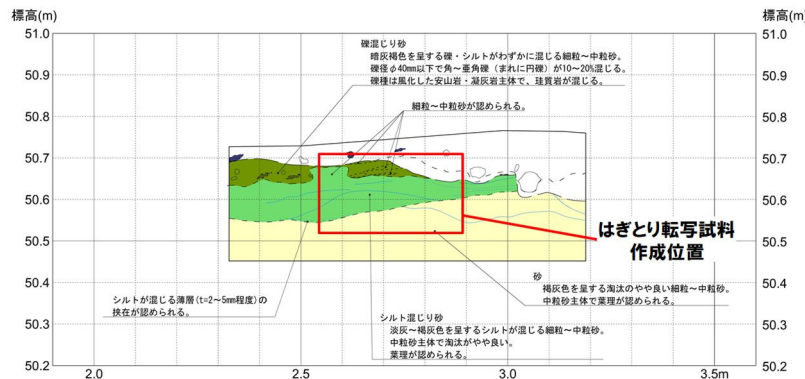 標高(m)
標高(m)
51.0
51.0
礫混じり砂
暗灰褐色を呈する礫・シルトがわずかに混じる細粒～中粒砂。
礫径φ40mm以下で角～亜角礫（まれに円礫）が10～20%混じる。
礫種は風化した安山岩・凝灰岩主体で、珪質岩が混じる。
50.9
50.9
細粒～中粒砂が認められる。
50.8
50.8
50.7
50.7
50.6
50.6
はぎとり転写試料
作成位置
50.5
50.5
砂
褐灰色を呈する淘汰のやや良い細粒～中粒砂。
中粒砂主体で葉理が認められる。
50.4
50.4
シルトが混じる薄層(t=2～5mm程度)の
挟在が認められる。
シルト混じり砂
淡灰～褐灰色を呈するシルトが混じる細粒～中粒砂。
中粒砂主体で淘汰がやや良い。
葉理が認められる。
50.3
50.3
50.2
50.2
2.0
2.5
3.0
3.5m